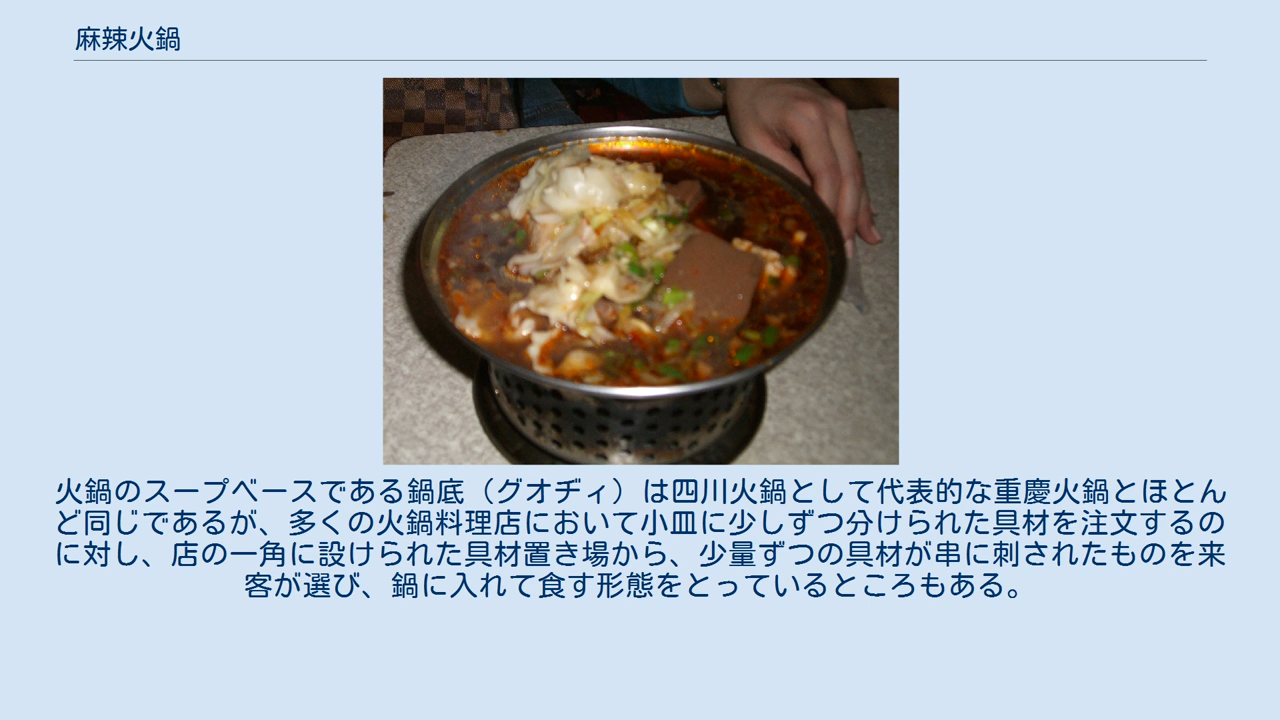 麻辣火鍋
火鍋のスープベースである鍋底（グオヂィ）は四川火鍋として代表的な重慶火鍋とほとん
ど同じであるが、多くの火鍋料理店において小皿に少しずつ分けられた具材を注文するの
に対し、店の一角に設けられた具材置き場から、少量ずつの具材が串に刺されたものを来
客が選び、鍋に入れて食す形態をとっているところもある。